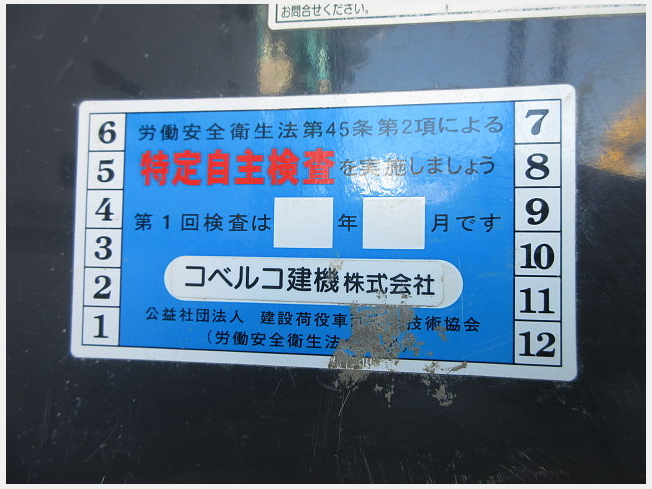 お問合せください。
労働安全衛生法第45条第2項による
特定自主検査を実施しましょう
第1回検査は 年 月です
コベルコ建機株式会社
公益社団法人 建設荷役車 技術協会
(労働安全衛生法
6
5
4
3
2
1
7
8
9
10
11
12